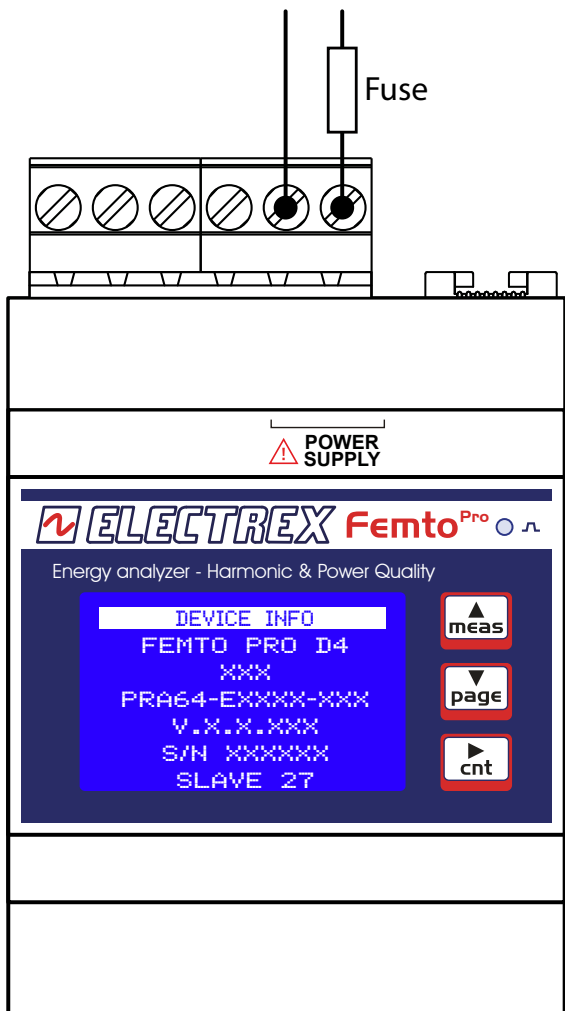 Fuse
POWER
SUPPLY
ELECTREX Femto Pro
Energy analyzer - Harmonic & Power Quality
DEVICE INFO
FEMTO PRO D4
XXX
PRA64-EXXXX-XXX
V.X.X.XXX
S/N XXXXXX
SLAVE 27
meas
page
cnt